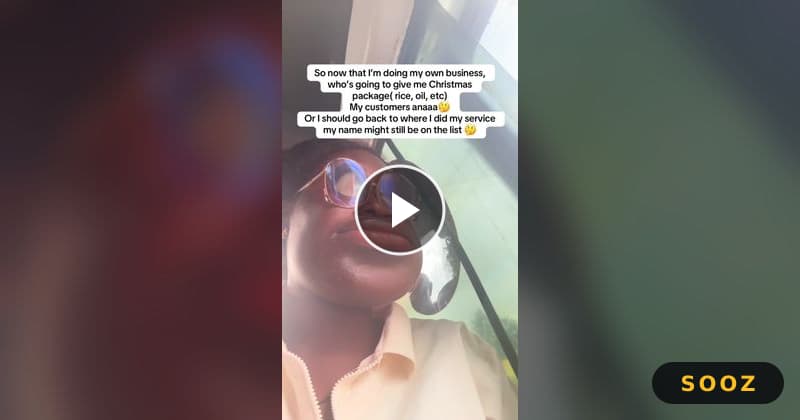 So now that I'm doing my own business,
who's going to give me Christmas
package( rice, oil, etc)
My customers anaaa🤔
Or I should go back to where I did my service
my name might still be on the list 🤔
SOOZ